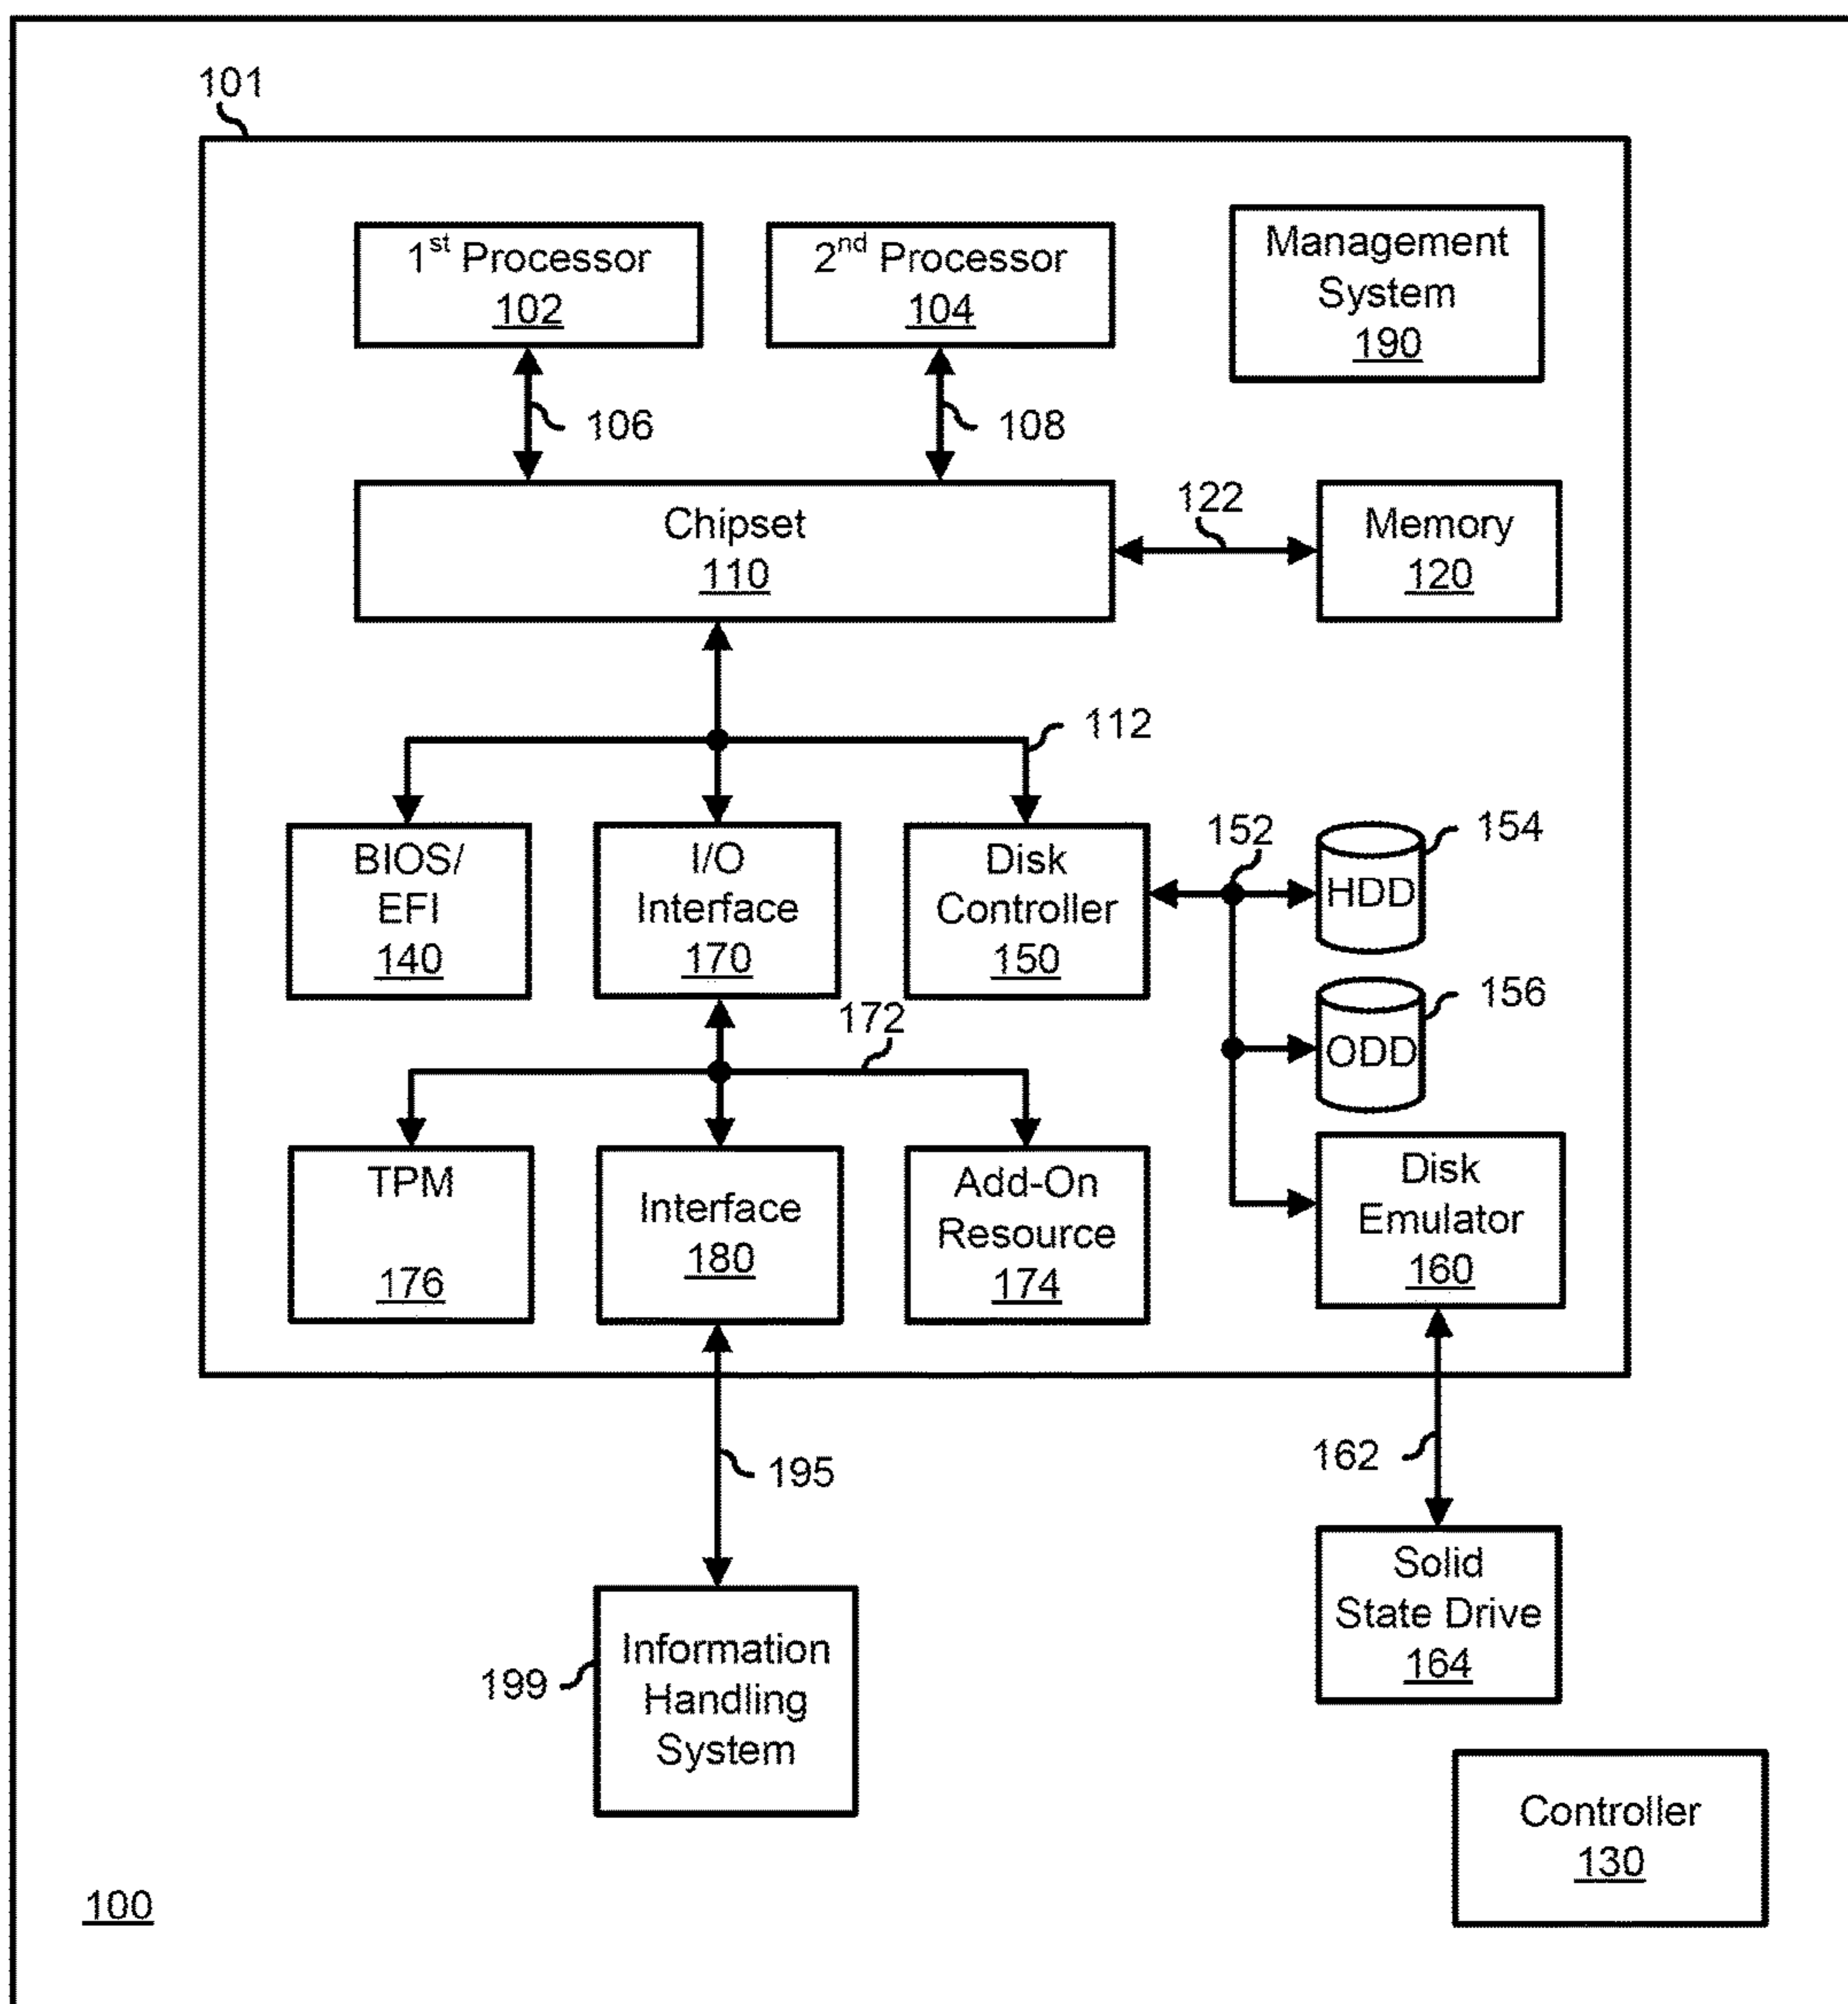 101
1st Processor
102
2nd Processor
104
Management
System
190
106
108
Chipset
110
122
Memory
120
112
BIOS/
EFI
140
I/O
Interface
170
Disk
Controller
150
152
HDD
154
ODD
156
172
TPM
176
Interface
180
Add-On
Resource
174
Disk
Emulator
160
195
162
199
Information
Handling
System
Solid
State Drive
164
Controller
130
100